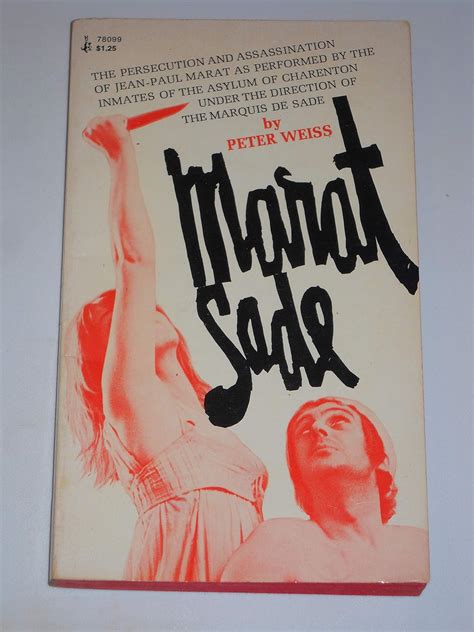 78099
$1.25
THE PERSECUTION AND ASSASSINATION
OF JEAN-PAUL MARAT AS PERFORMED BY THE
INMATES OF THE ASYLUM OF CHARENTON
UNDER THE DIRECTION OF
THE MARQUIS DE SADE
by
PETER WEISS
Marat
Sade